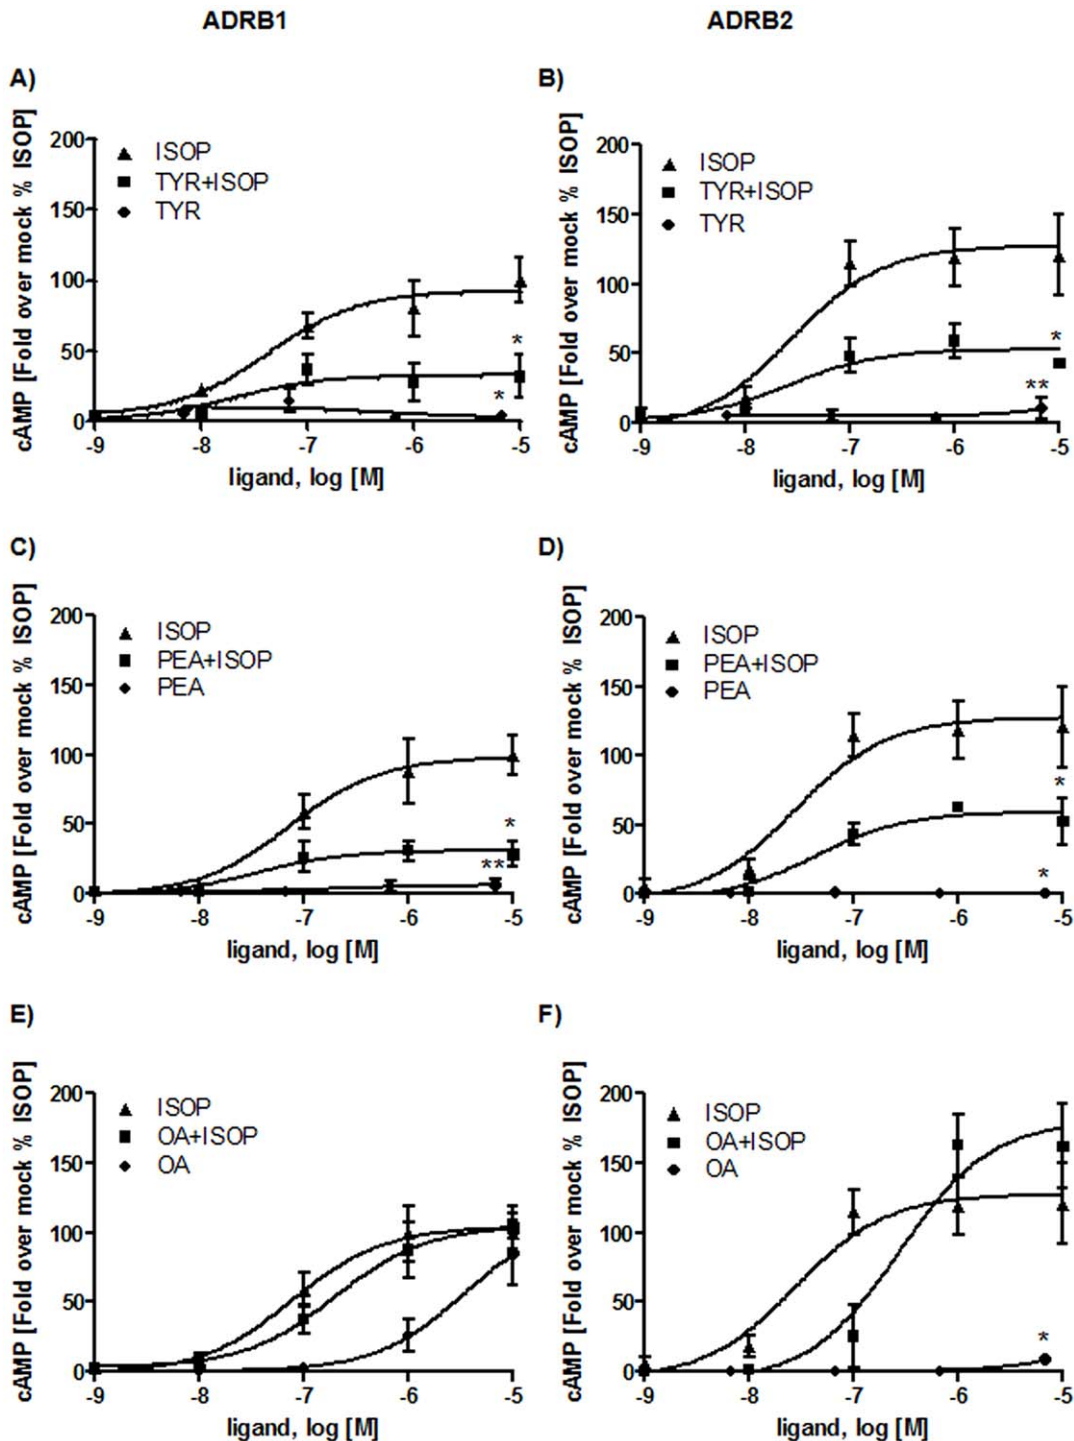 ADRB1
ADRB2
A)
cAMP [Fold over mock % ISOP]
200
150
100
50
0
ISOP
TYR+ISOP
TYR
*
*
-9 -8 -7 -6 -5
ligand, log [M]
B)
cAMP [Fold over mock % ISOP]
200
150
100
50
0
ISOP
TYR+ISOP
TYR
*
**
-9 -8 -7 -6 -5
ligand, log [M]
C)
cAMP [Fold over mock % ISOP]
200
150
100
50
0
ISOP
PEA+ISOP
PEA
*
**
-9 -8 -7 -6 -5
ligand, log [M]
D)
cAMP [Fold over mock % ISOP]
200
150
100
50
0
ISOP
PEA+ISOP
PEA
*
*
-9 -8 -7 -6 -5
ligand, log [M]
E)
cAMP [Fold over mock % ISOP]
200
150
100
50
0
ISOP
OA+ISOP
OA
-9 -8 -7 -6 -5
ligand, log [M]
F)
cAMP [Fold over mock % ISOP]
200
150
100
50
0
ISOP
OA+ISOP
OA
*
-9 -8 -7 -6 -5
ligand, log [M]